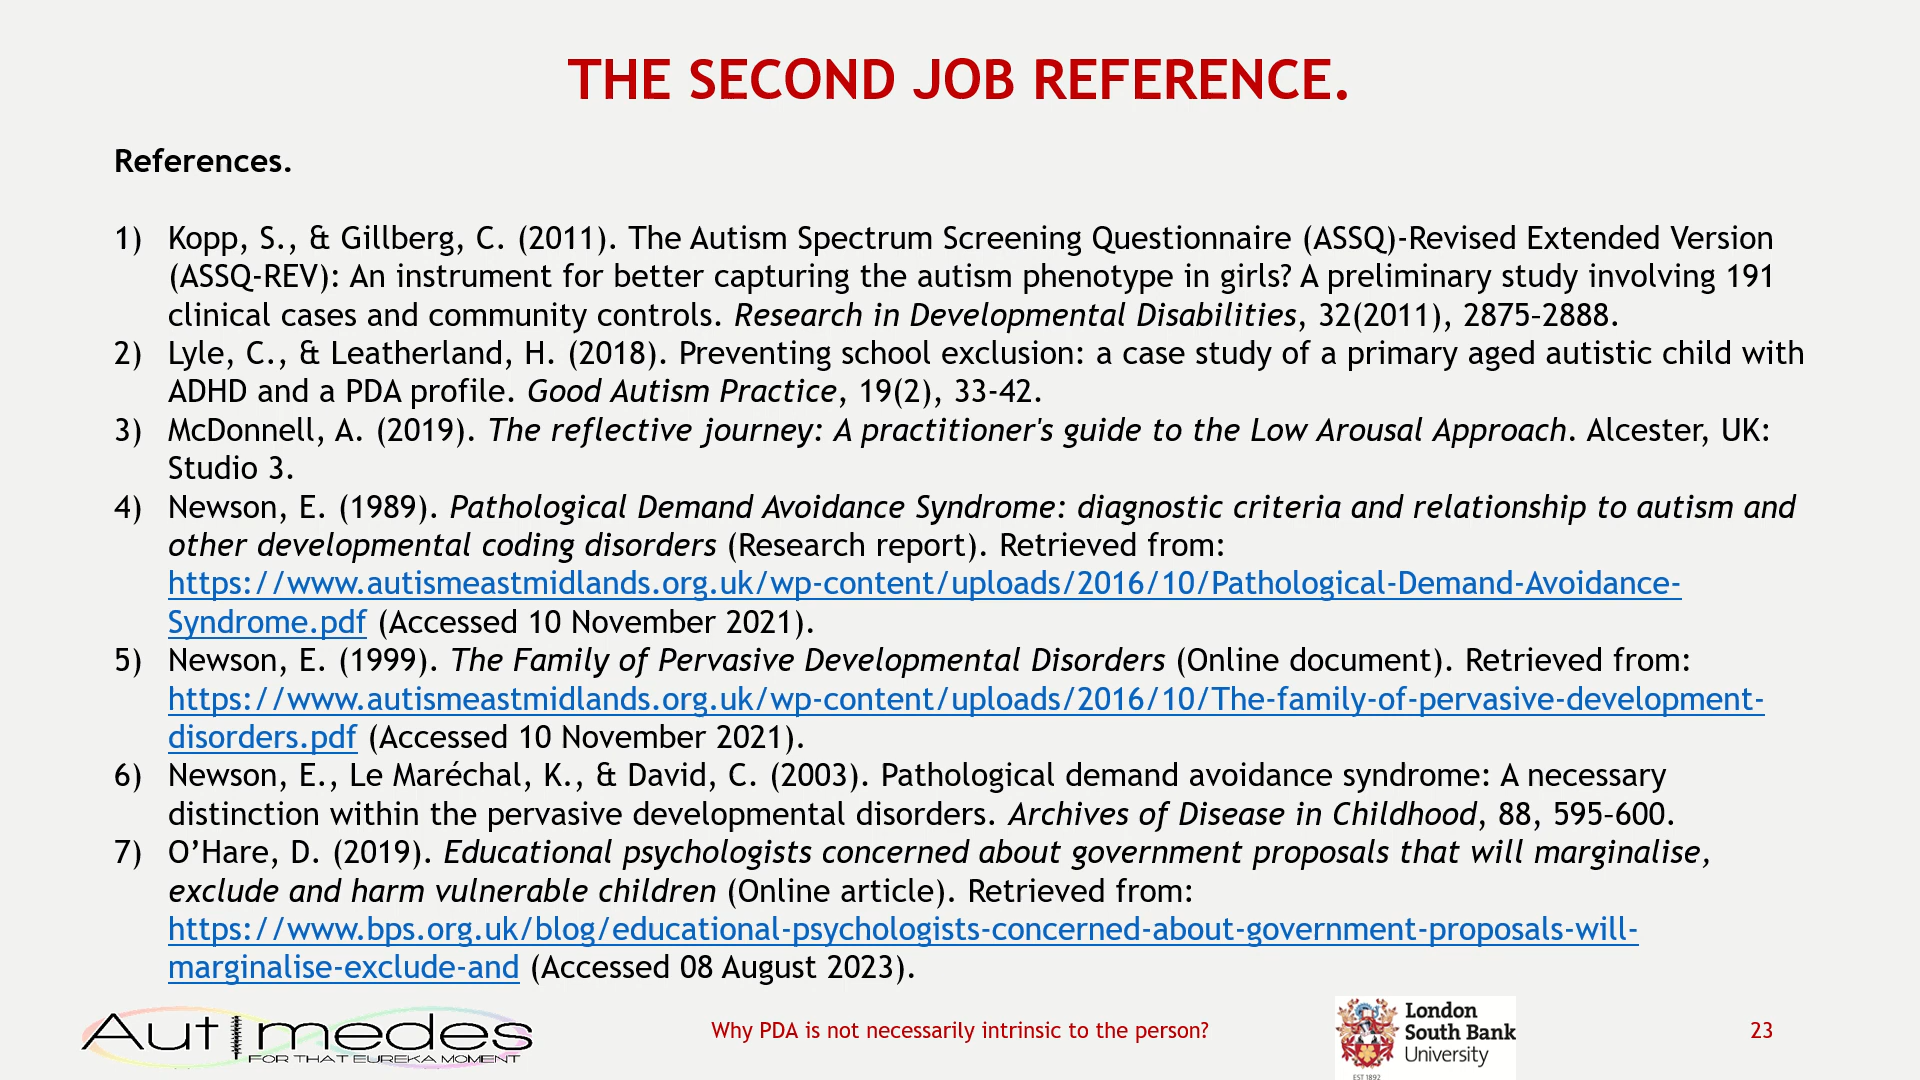 THE SECOND JOB REFERENCE.
References.
1) Kopp, S., & Gillberg, C. (2011). The Autism Spectrum Screening Questionnaire (ASSQ)-Revised Extended Version
(ASSQ-REV): An instrument for better capturing the autism phenotype in girls? A preliminary study involving 191
clinical cases and community controls. Research in Developmental Disabilities, 32(2011), 2875–2888.
2) Lyle, C., & Leatherland, H. (2018). Preventing school exclusion: a case study of a primary aged autistic child with
ADHD and a PDA profile. Good Autism Practice, 19(2), 33-42.
3) McDonnell, A. (2019). The reflective journey: A practitioner's guide to the Low Arousal Approach. Alcester, UK:
Studio 3.
4) Newson, E. (1989). Pathological Demand Avoidance Syndrome: diagnostic criteria and relationship to autism and
other developmental coding disorders (Research report). Retrieved from:
https://www.autismeastmidlands.org.uk/wp-content/uploads/2016/10/Pathological-Demand-Avoidance-
Syndrome.pdf (Accessed 10 November 2021).
5) Newson, E. (1999). The Family of Pervasive Developmental Disorders (Online document). Retrieved from:
https://www.autismeastmidlands.org.uk/wp-content/uploads/2016/10/The-family-of-pervasive-development-
disorders.pdf (Accessed 10 November 2021).
6) Newson, E., Le Maréchal, K., & David, C. (2003). Pathological demand avoidance syndrome: A necessary
distinction within the pervasive developmental disorders. Archives of Disease in Childhood, 88, 595–600.
7) O’Hare, D. (2019). Educational psychologists concerned about government proposals that will marginalise,
exclude and harm vulnerable children (Online article). Retrieved from:
https://www.bps.org.uk/blog/educational-psychologists-concerned-about-government-proposals-will-
marginalise-exclude-and (Accessed 08 August 2023).
Autimedes
FOR THAT EUREKA MOMENT
Why PDA is not necessarily intrinsic to the person?
London
South Bank
University
EST 1892
23